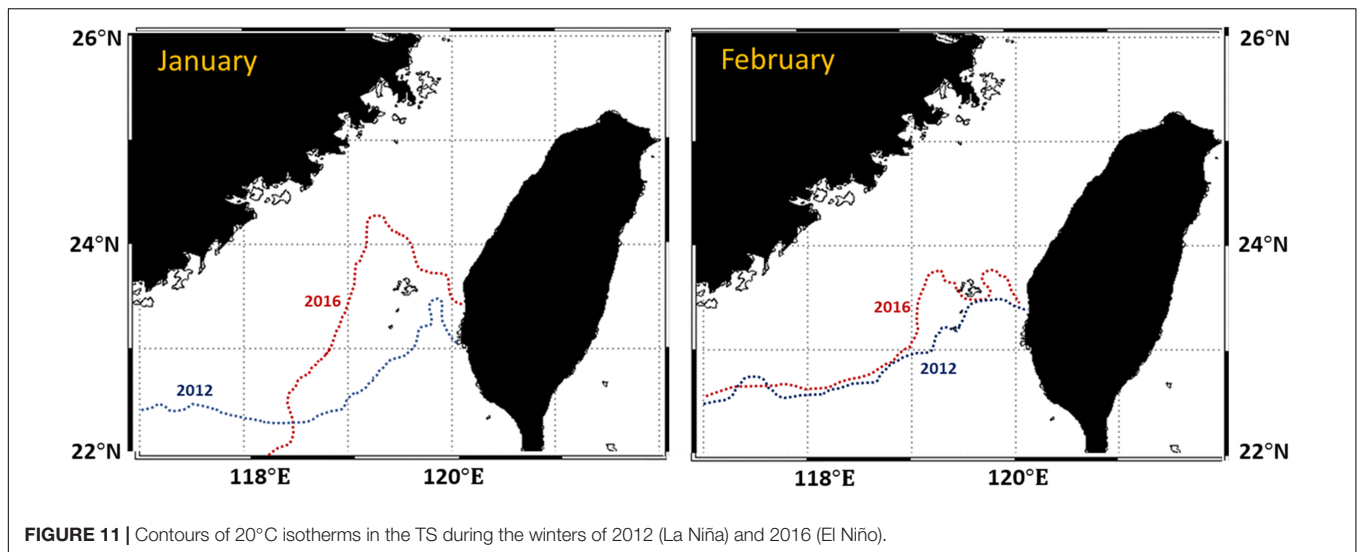 26°N
January
24°N
2016
2012
22°N
118°E
120°E
February
26°N
24°N
2016
2012
22°N
118°E
120°E
FIGURE 11 | Contours of 20°C isotherms in the TS during the winters of 2012 (La Niña) and 2016 (El Niño).